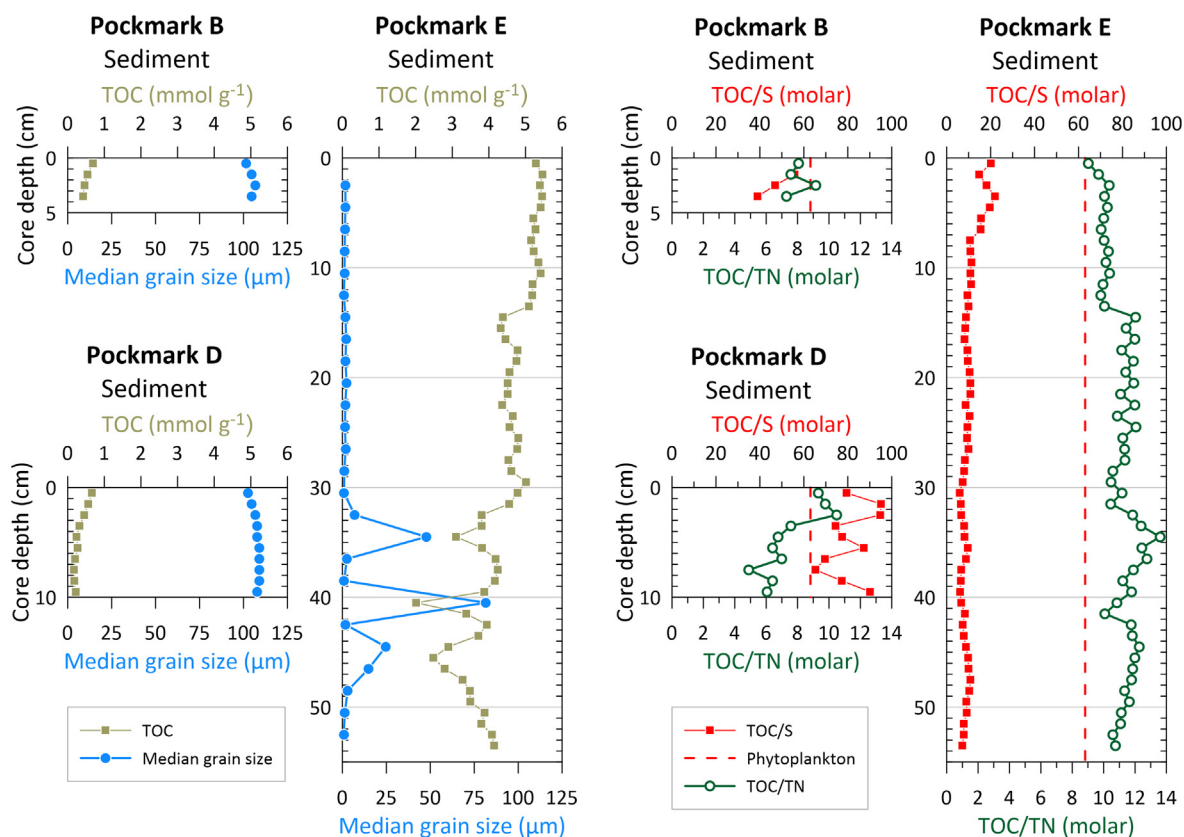 Pockmark B
Sediment
TOC (mmol g⁻¹)
0 1 2 3 4 5 6
Core depth (cm)
0
5
0 25 50 75 100 125
Median grain size (µm)
Pockmark D
Sediment
TOC (mmol g⁻¹)
0 1 2 3 4 5 6
Core depth (cm)
0
10
0 25 50 75 100 125
Median grain size (µm)
TOC
Median grain size
Pockmark E
Sediment
TOC (mmol g⁻¹)
0 1 2 3 4 5 6
0
10
20
30
40
50
0 25 50 75 100 125
Median grain size (µm)
Pockmark B
Sediment
TOC/S (molar)
0 20 40 60 80 100
Core depth (cm)
0
5
0 2 4 6 8 10 12 14
TOC/TN (molar)
Pockmark D
Sediment
TOC/S (molar)
0 20 40 60 80 100
Core depth (cm)
0
10
0 2 4 6 8 10 12 14
TOC/TN (molar)
TOC/S
Phytoplankton
TOC/TN
Pockmark E
Sediment
TOC/S (molar)
0 20 40 60 80 100
0
10
20
30
40
50
0 2 4 6 8 10 12 14
TOC/TN (molar)